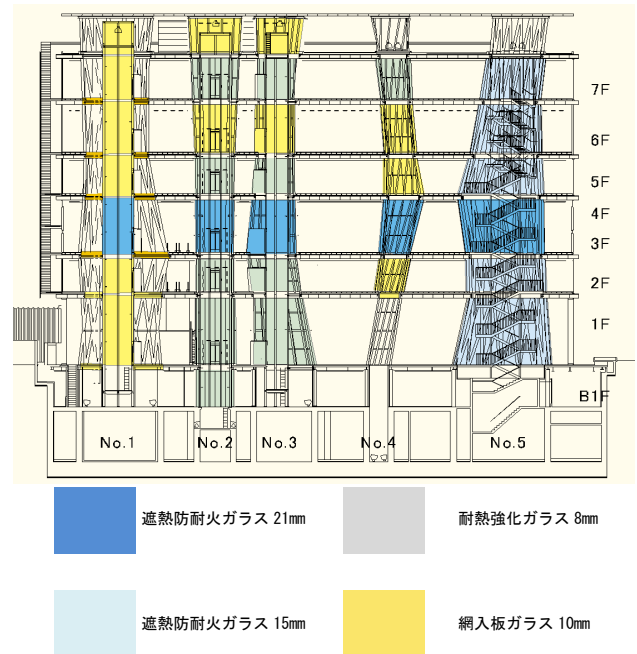 7F
6F
5F
4F
3F
2F
1F
B1F
No.1
No.2
No.3
No.4
No.5
遮熱防耐火ガラス 21mm
耐熱強化ガラス 8mm
遮熱防耐火ガラス 15mm
網入板ガラス 10mm